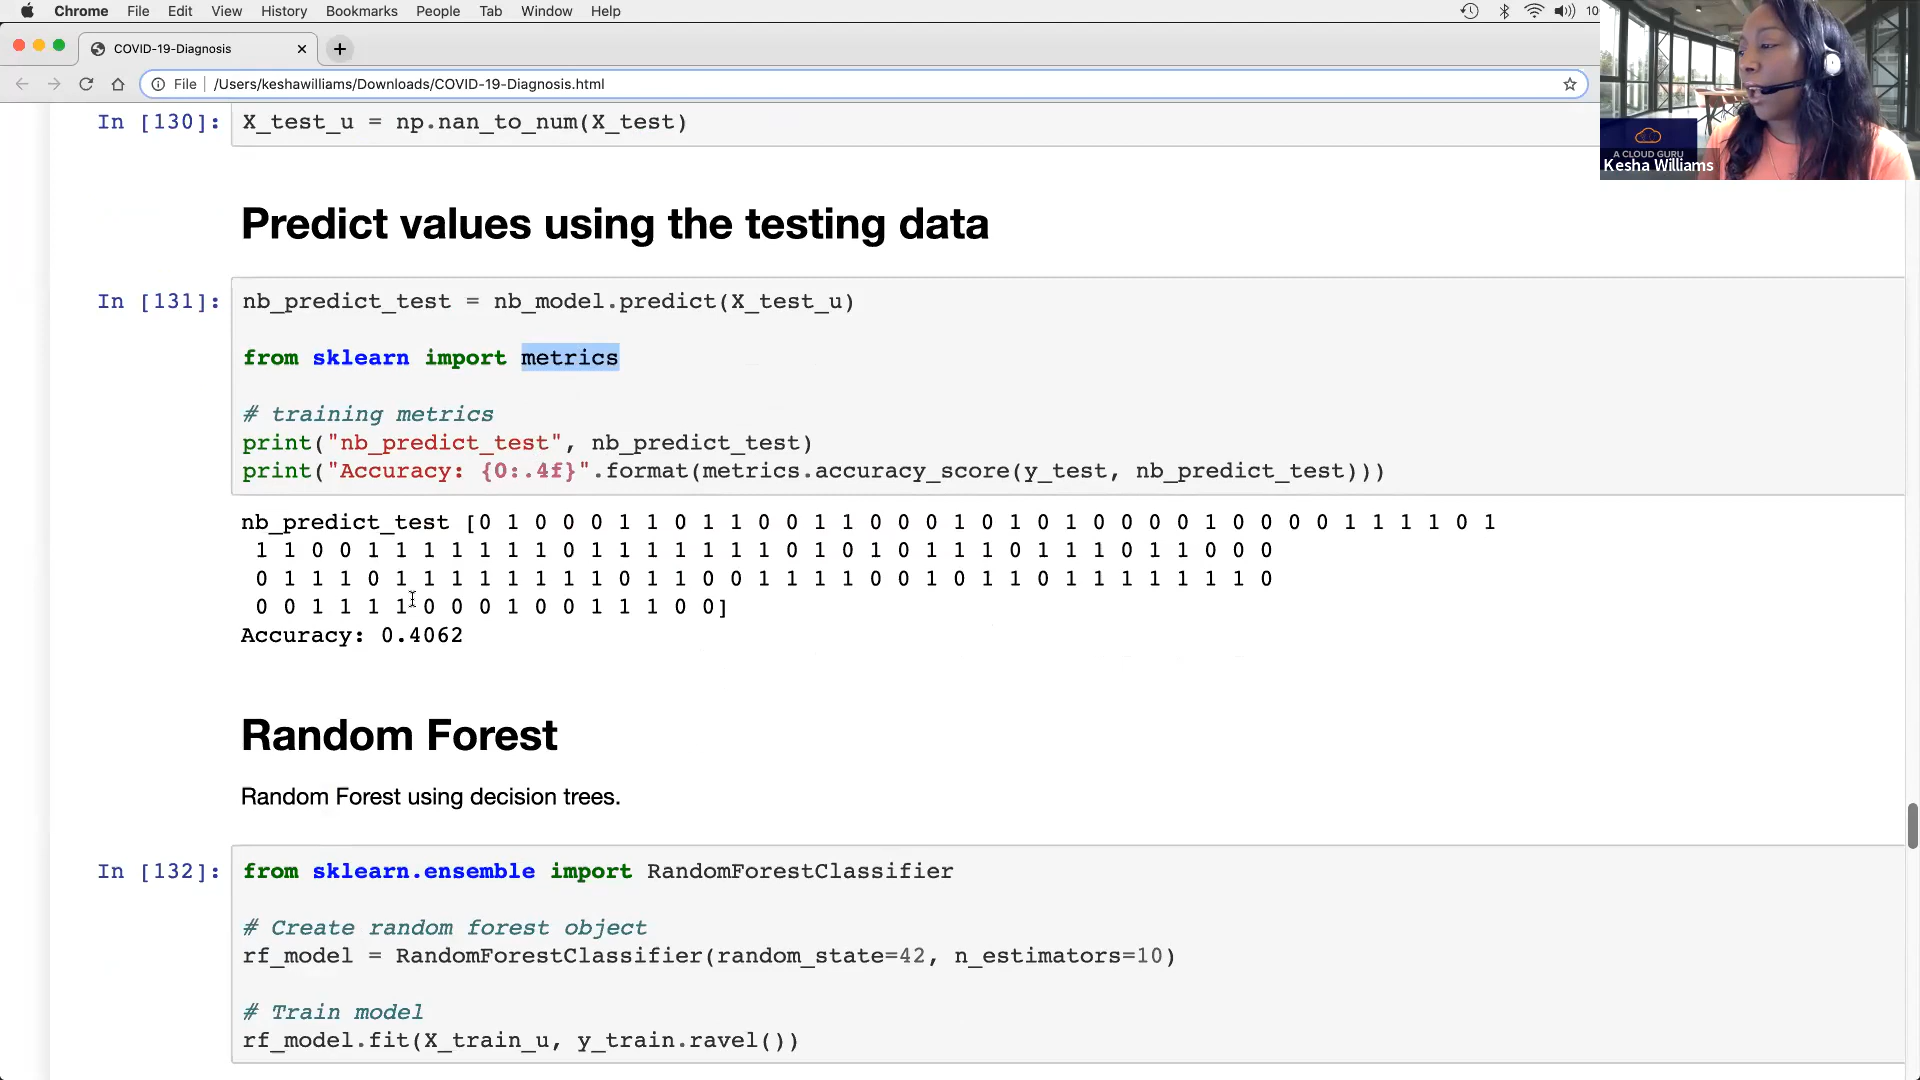 Chrome File Edit View History Bookmarks People Tab Window Help
10
COVID-19-Diagnosis
File | /Users/keshawilliams/Downloads/COVID-19-Diagnosis.html
A CLOUD GURU
Kesha Williams
In [130]: X_test_u = np.nan_to_num(X_test)
Predict values using the testing data
In [131]: nb_predict_test = nb_model.predict(X_test_u)
from sklearn import metrics
# training metrics
print("nb_predict_test", nb_predict_test)
print("Accuracy: {0:.4f}".format(metrics.accuracy_score(y_test, nb_predict_test)))
nb_predict_test [0 1 0 0 0 1 1 0 1 1 0 0 1 1 0 0 0 1 0 1 0 1 0 0 0 0 1 0 0 0 0 1 1 1 1 0 1
1 1 0 0 1 1 1 1 1 1 1 0 1 1 1 1 1 1 1 0 1 0 1 0 1 1 1 0 1 1 1 0 1 1 0 0 0
0 1 1 1 0 1 1 1 1 1 1 1 1 0 1 1 0 0 1 1 1 1 0 0 1 0 1 1 0 1 1 1 1 1 1 1 0
0 0 1 1 1 1 0 0 0 1 0 0 1 1 1 0 0]
Accuracy: 0.4062
Random Forest
Random Forest using decision trees.
In [132]: from sklearn.ensemble import RandomForestClassifier
# Create random forest object
rf_model = RandomForestClassifier(random_state=42, n_estimators=10)
# Train model
rf_model.fit(X_train_u, y_train.ravel())